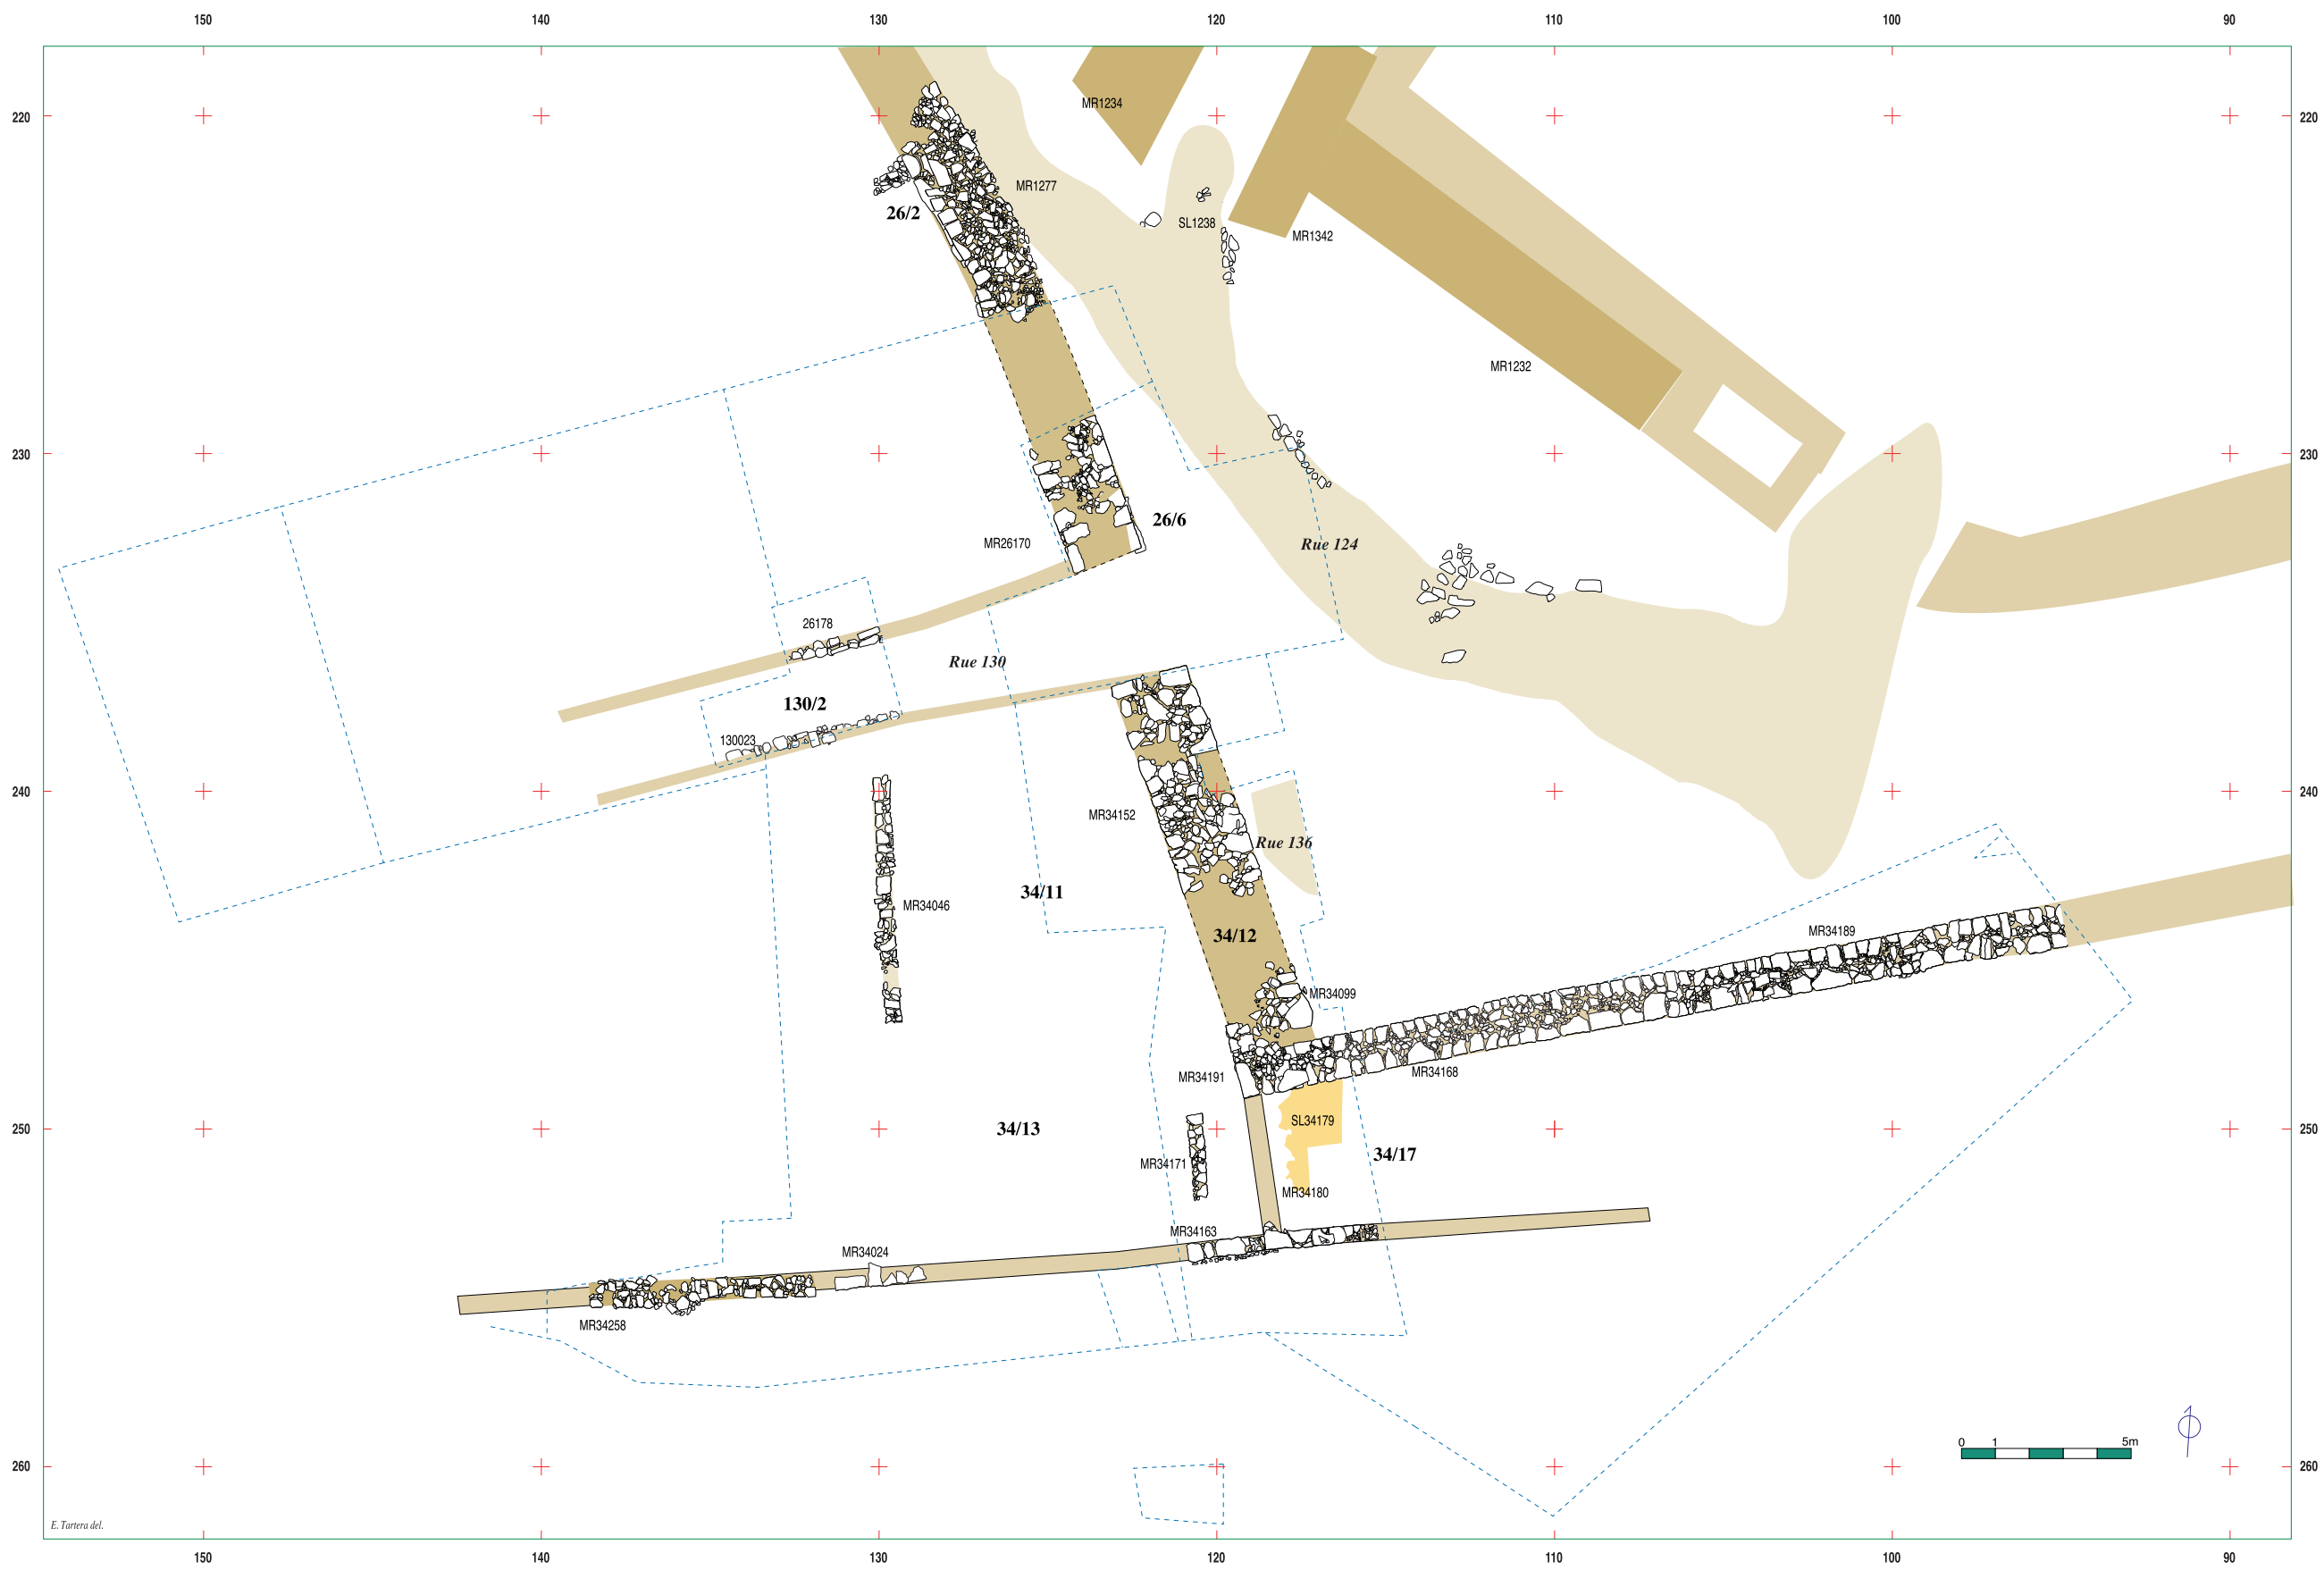 150 140 130 120 110 100 90
220 220
MR1234
MR1277
26/2
SL1238
MR1342
MR1232
230 230
26/6
MR26170
Rue 124
26178
Rue 130
130/2
130023
240 240
MR34152
Rue 136
34/11
MR34046
34/12
MR34189
MR34099
MR34168
MR34191
SL34179
250 250
34/13
34/17
MR34171
MR34180
MR34163
MR34024
MR34258
0 1 5m
260 260
E. Tartera del.
150 140 130 120 110 100 90